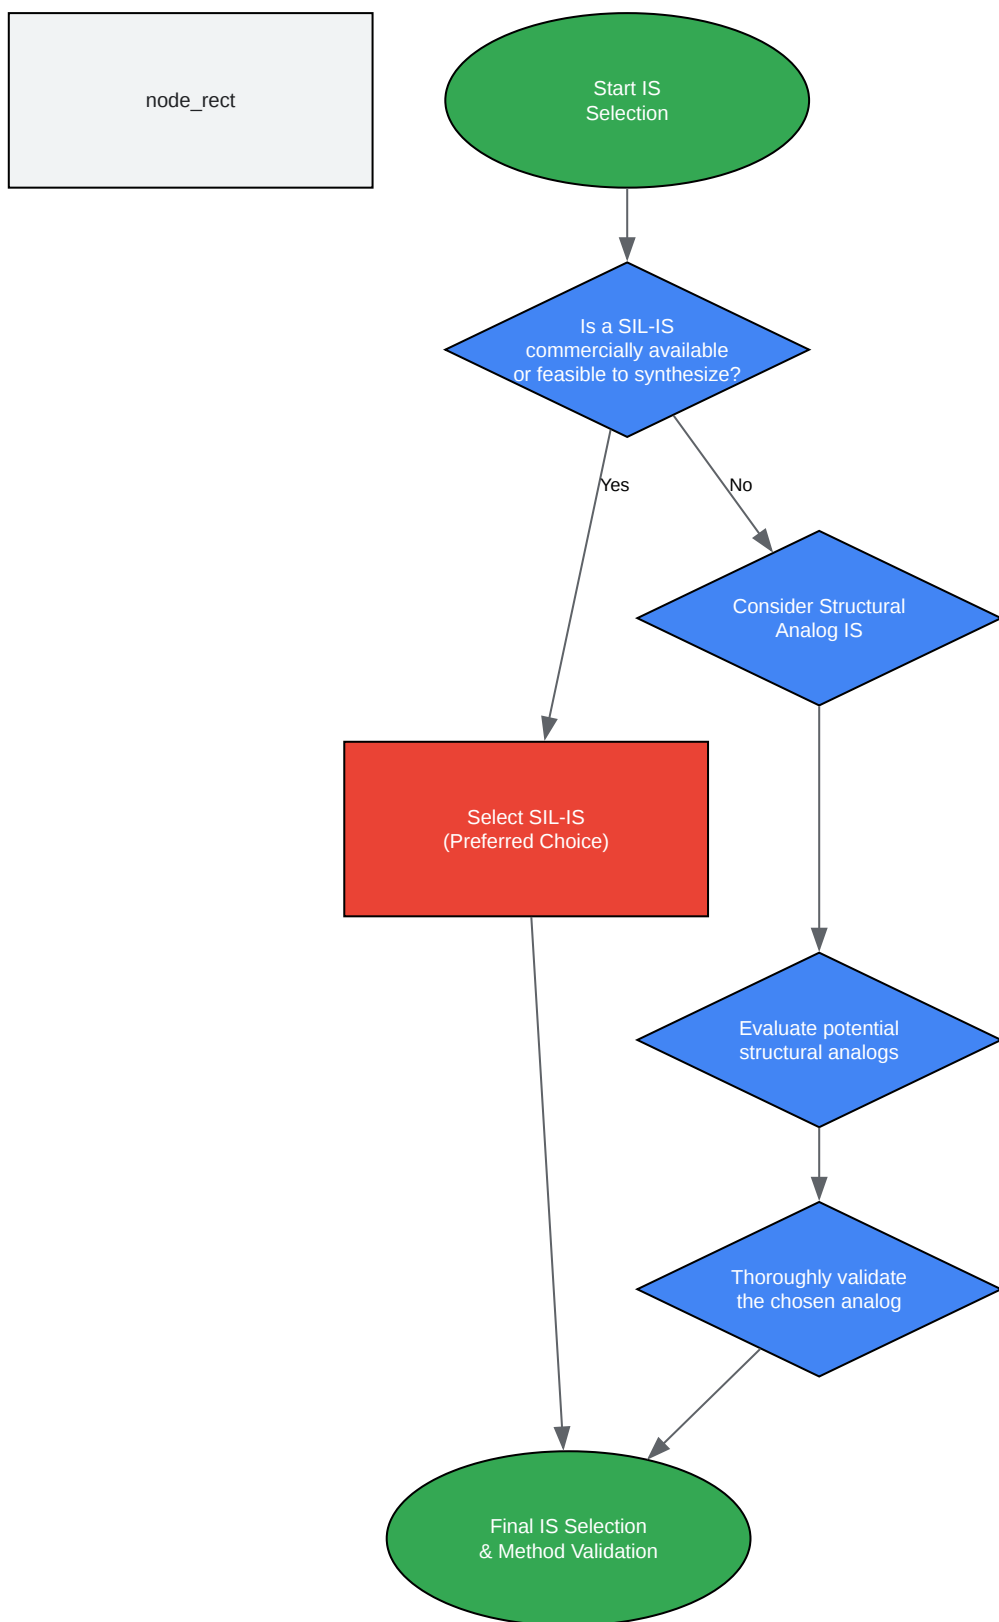 node_rect
Start IS
Selection
Is a SIL-IS
commercially available
or feasible to synthesize?
Yes
No
Consider Structural
Analog IS
Select SIL-IS
(Preferred Choice)
Evaluate potential
structural analogs
Thoroughly validate
the chosen analog
Final IS Selection
& Method Validation